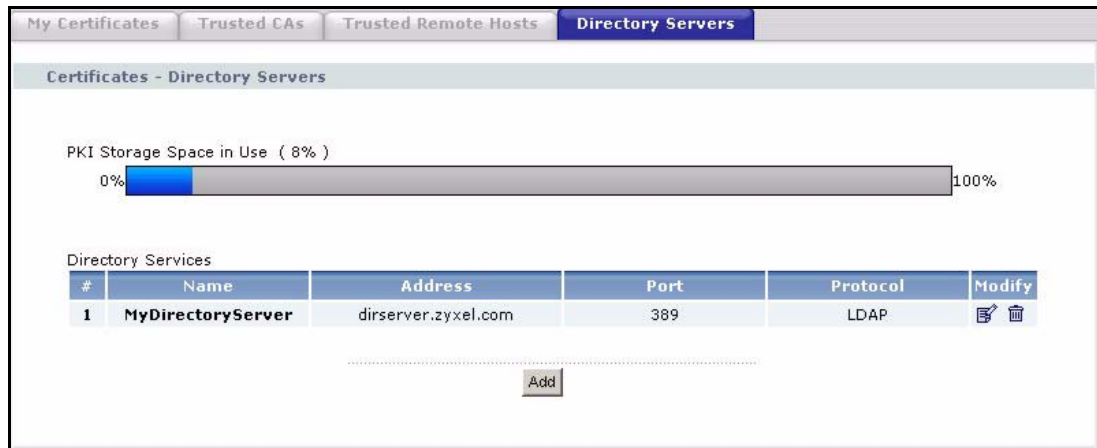 My Certificates Trusted CAs Trusted Remote Hosts Directory Servers
Certificates - Directory Servers
PKI Storage Space in Use ( 8% )
0% 100%
Directory Services
# Name Address Port Protocol Modify
1 MyDirectoryServer dirserver.zyxel.com 389 LDAP
Add